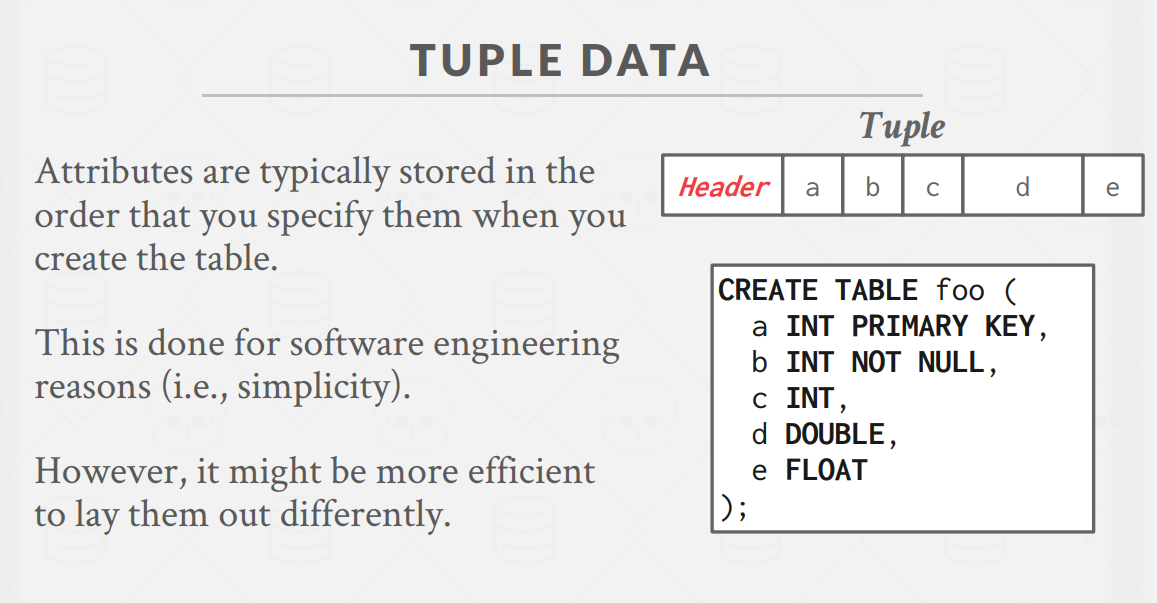 TUPLE DATA
Attributes are typically stored in the
order that you specify them when you
create the table.
This is done for software engineering
reasons (i.e., simplicity).
However, it might be more efficient
to lay them out differently.
Tuple
Header a b c d e
CREATE TABLE foo (
  a INT PRIMARY KEY,
  b INT NOT NULL,
  c INT,
  d DOUBLE,
  e FLOAT
);